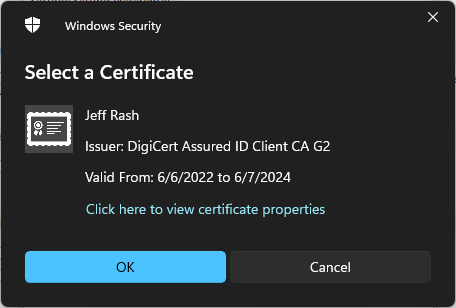 Windows Security
Select a Certificate
Jeff Rash
Issuer: DigiCert Assured ID Client CA G2
Valid From: 6/6/2022 to 6/7/2024
Click here to view certificate properties
OK
Cancel